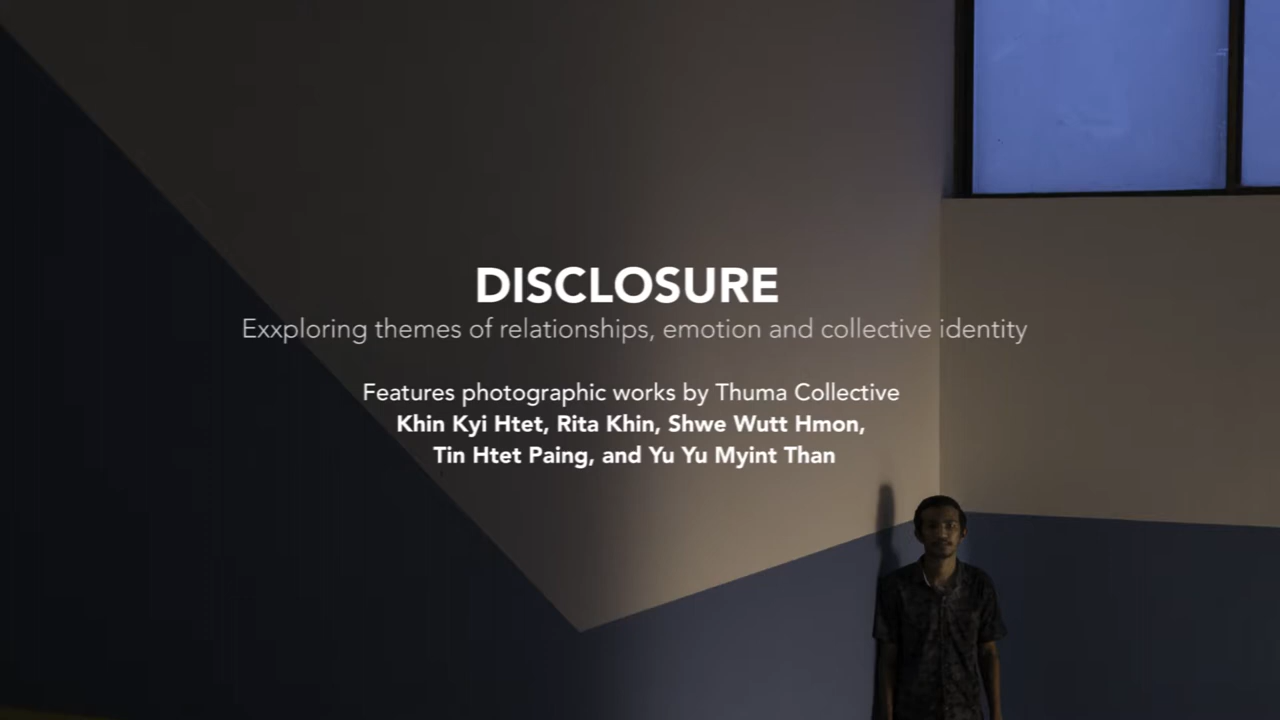 DISCLOSURE
Exxploring themes of relationships, emotion and collective identity
Features photographic works by Thuma Collective
Khin Kyi Htet, Rita Khin, Shwe Wutt Hmon,
Tin Htet Paing, and Yu Yu Myint Than